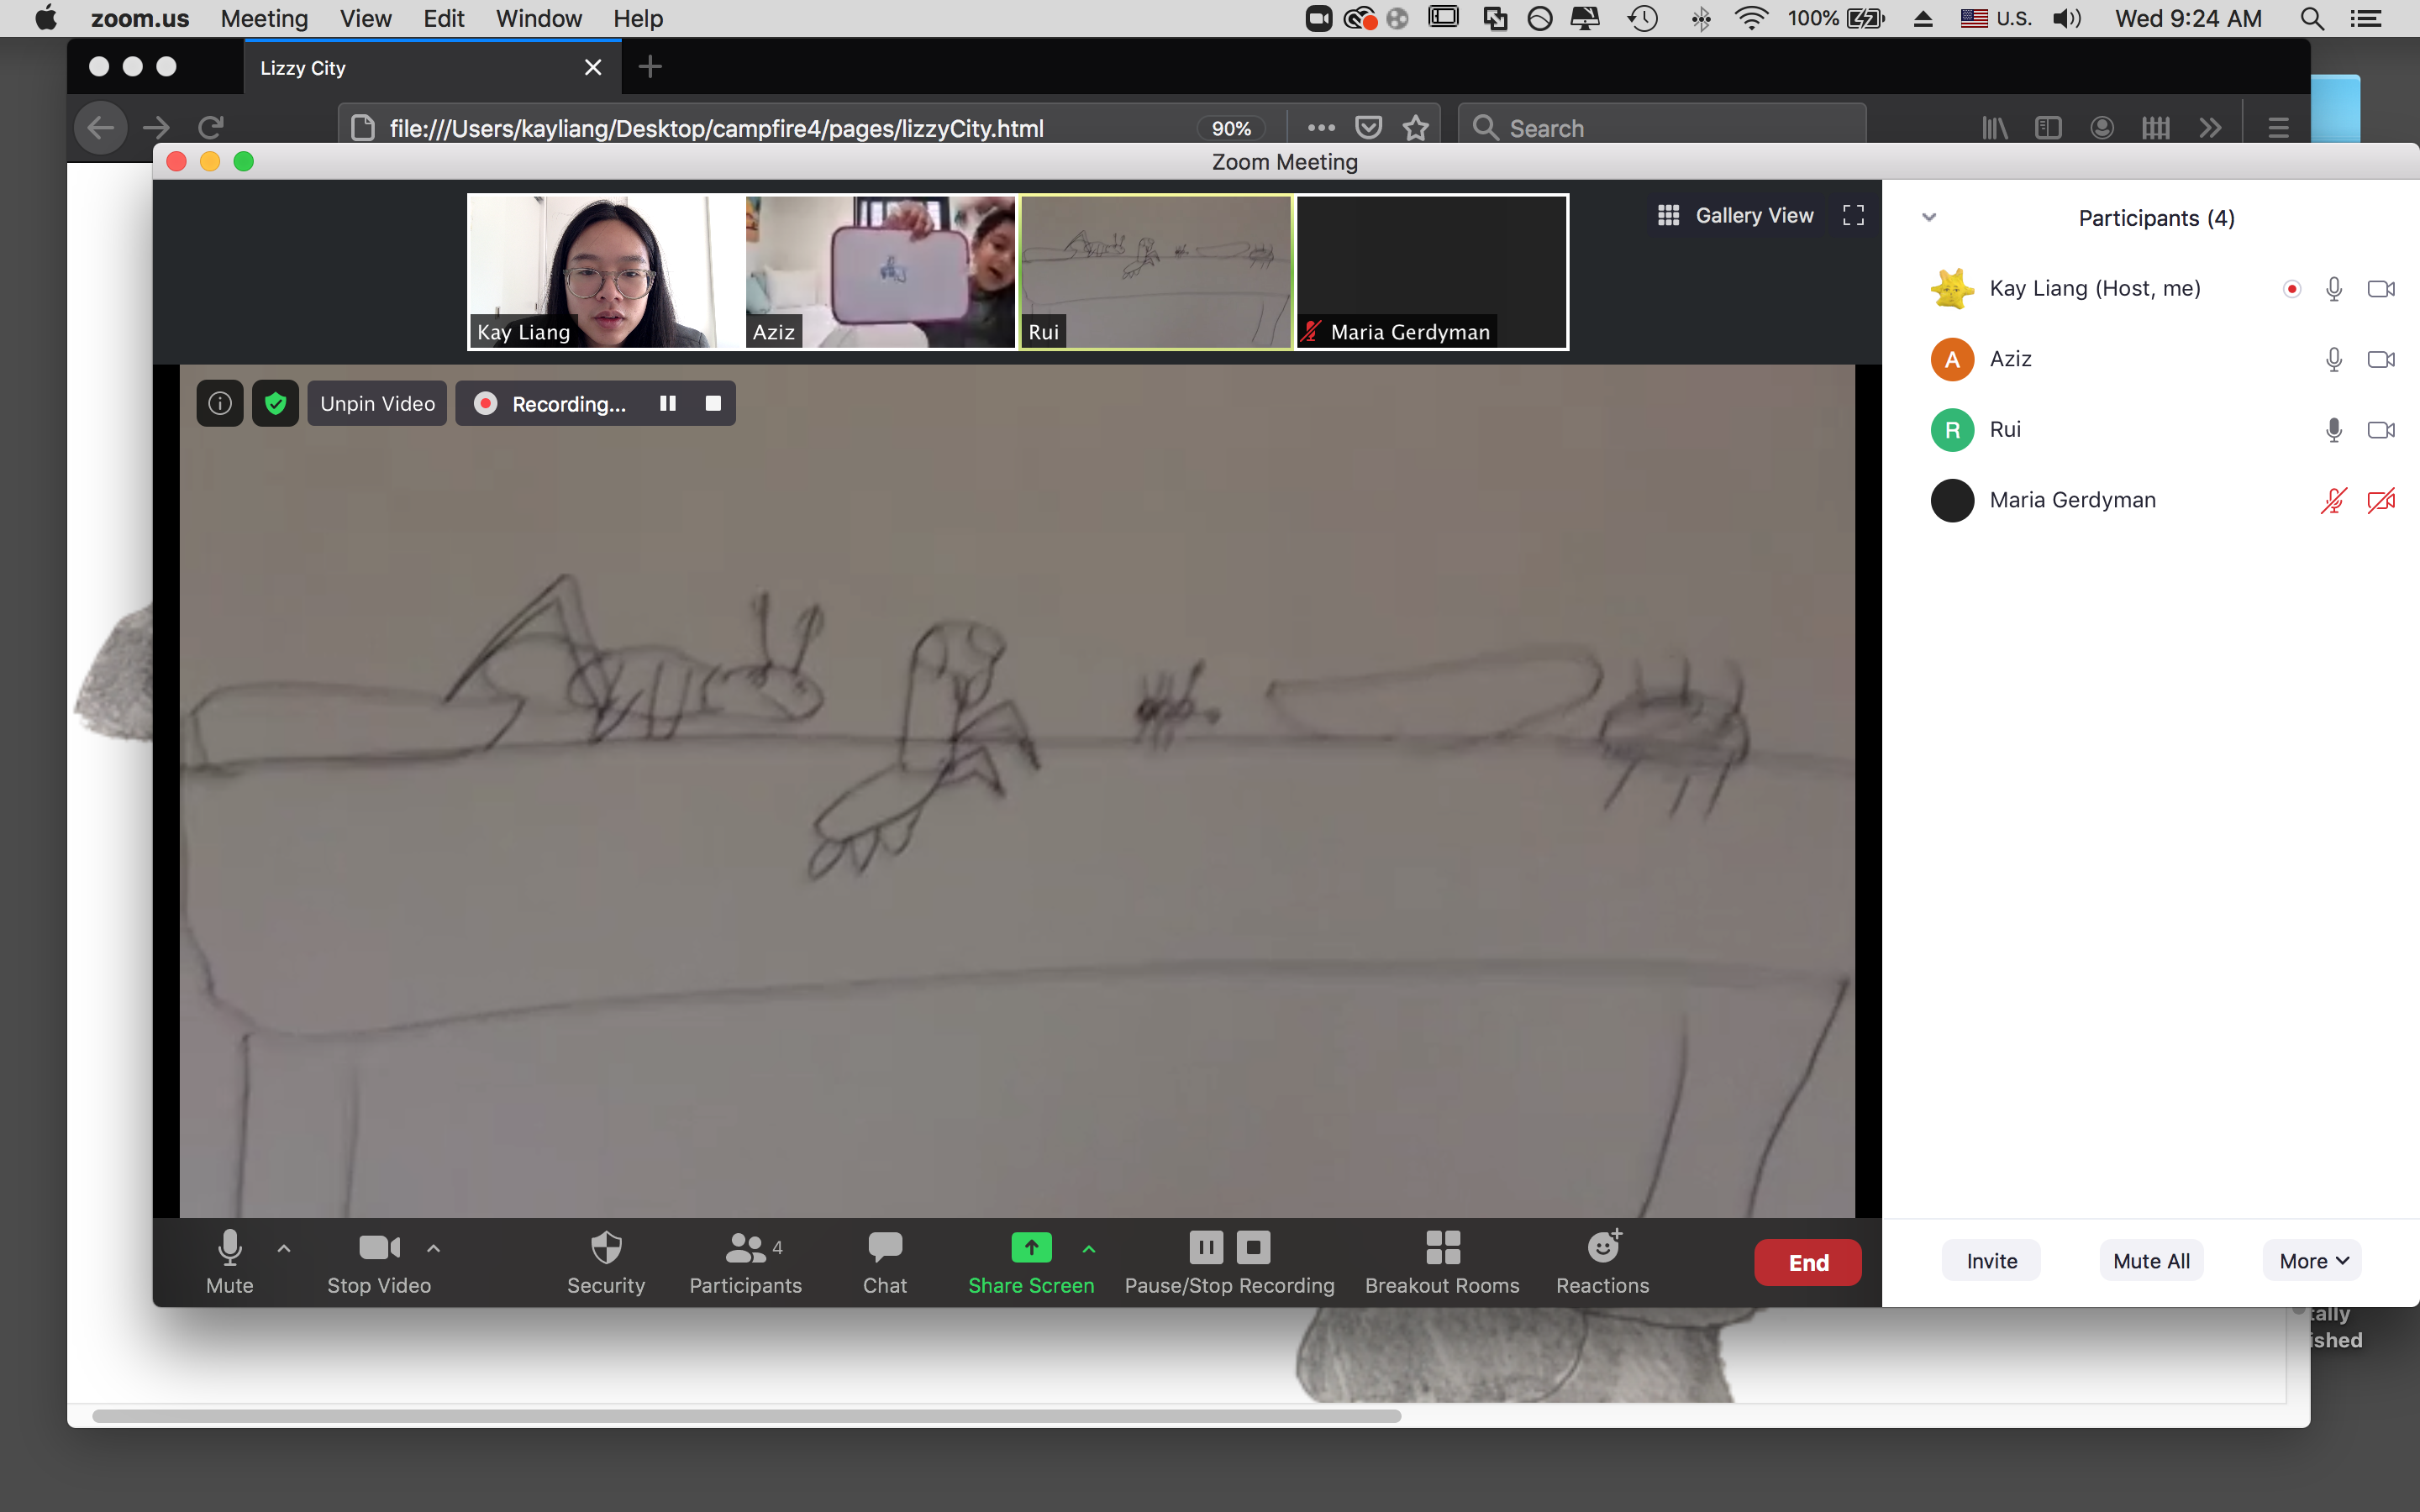 zoom.us Meeting View Edit Window Help 100% U.S. Wed 9:24 AM
Lizzy City
file:///Users/kayliang/Desktop/campfire4/pages/lizzyCity.html 90% Search
Zoom Meeting
Gallery View
Participants (4)
Kay Liang
Aziz
Rui
Maria Gerdyman
Kay Liang (Host, me)
A Aziz
R Rui
Maria Gerdyman
Unpin Video Recording...
4
Mute Stop Video Security Participants Chat Share Screen Pause/Stop Recording Breakout Rooms Reactions End
Invite Mute All More
tally
ished